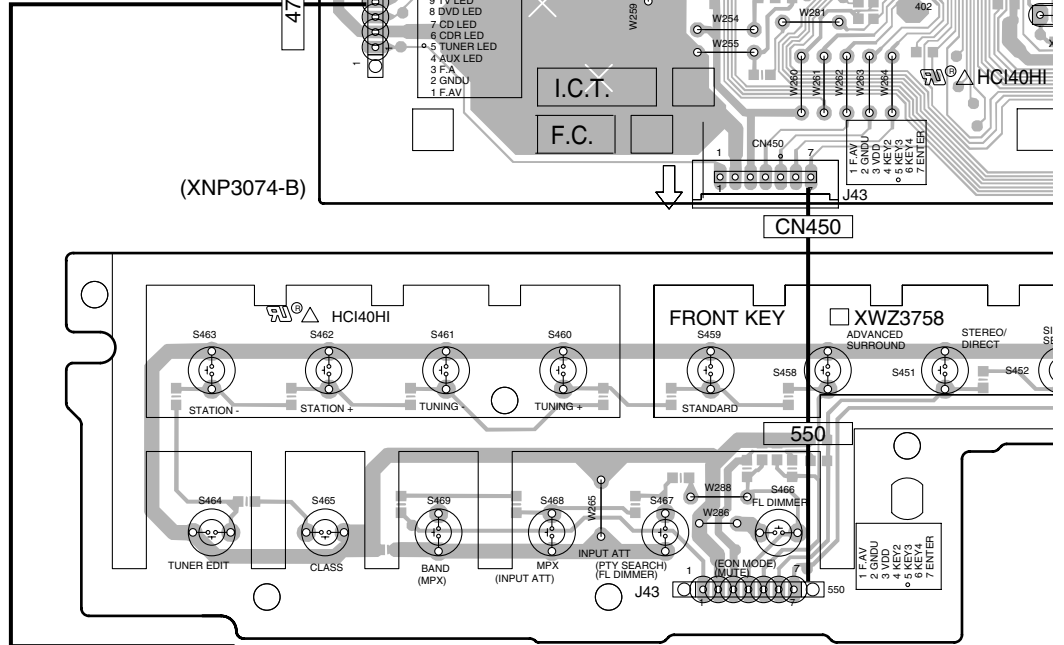 47
9 TV LED
8 DVD LED
7 CD LED
6 CDR LED
5 TUNER LED
4 AUX LED
3 F.A
2 GNDU
1 F.AV
1
W259
W254
W255
W281
402
I.C.T.
F.C.
W260
W261
W262
W263
W264
HCI40HI
CN450
1
7
1 F.AV
2 GNDU
3 VDD
4 KEY2
5 KEY3
6 KEY4
7 ENTER
(XNP3074-B)
1
7
J43
CN450
HCI40HI
FRONT KEY
XWZ3758
S463
S462
S461
S460
S459
ADVANCED
SURROUND
STEREO/
DIRECT
S458
S451
S452
STATION -
STATION +
TUNING -
TUNING +
STANDARD
550
S464
S465
S469
S468
W265
S467
W288
W286
S466
FL DIMMER
TUNER EDIT
CLASS
BAND
(MPX)
MPX
(INPUT ATT)
INPUT ATT
(PTY SEARCH)
(FL DIMMER)
(EON MODE)
(MUTE)
J43
1
7
1
7
550
1 F.AV
2 GNDU
3 VDD
4 KEY2
5 KEY3
6 KEY4
7 ENTER